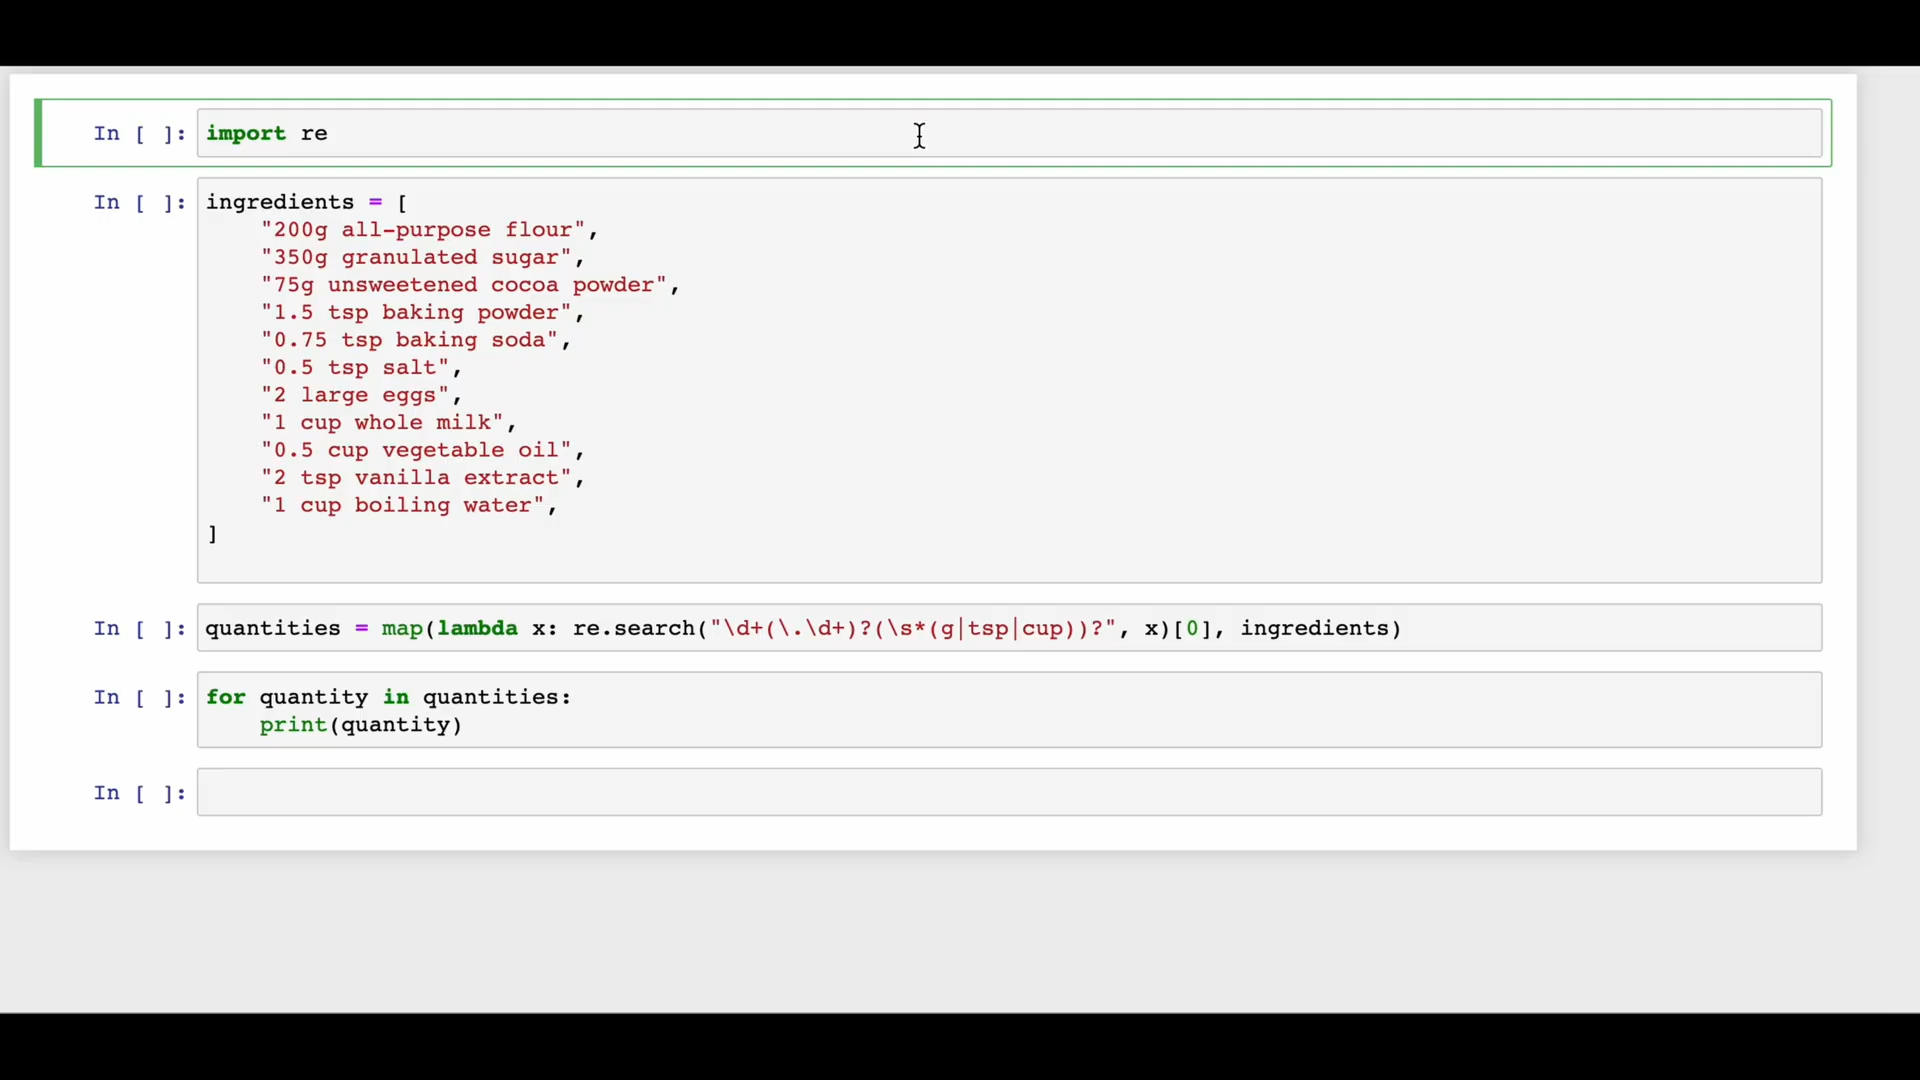 In [ ]: import re
In [ ]: ingredients = [
"200g all-purpose flour",
"350g granulated sugar",
"75g unsweetened cocoa powder",
"1.5 tsp baking powder",
"0.75 tsp baking soda",
"0.5 tsp salt",
"2 large eggs",
"1 cup whole milk",
"0.5 cup vegetable oil",
"2 tsp vanilla extract",
"1 cup boiling water",
]
In [ ]: quantities = map(lambda x: re.search("\d+(\.\d+)?(\s*(g|tsp|cup))?", x)[0], ingredients)
In [ ]: for quantity in quantities:
print(quantity)
In [ ]: